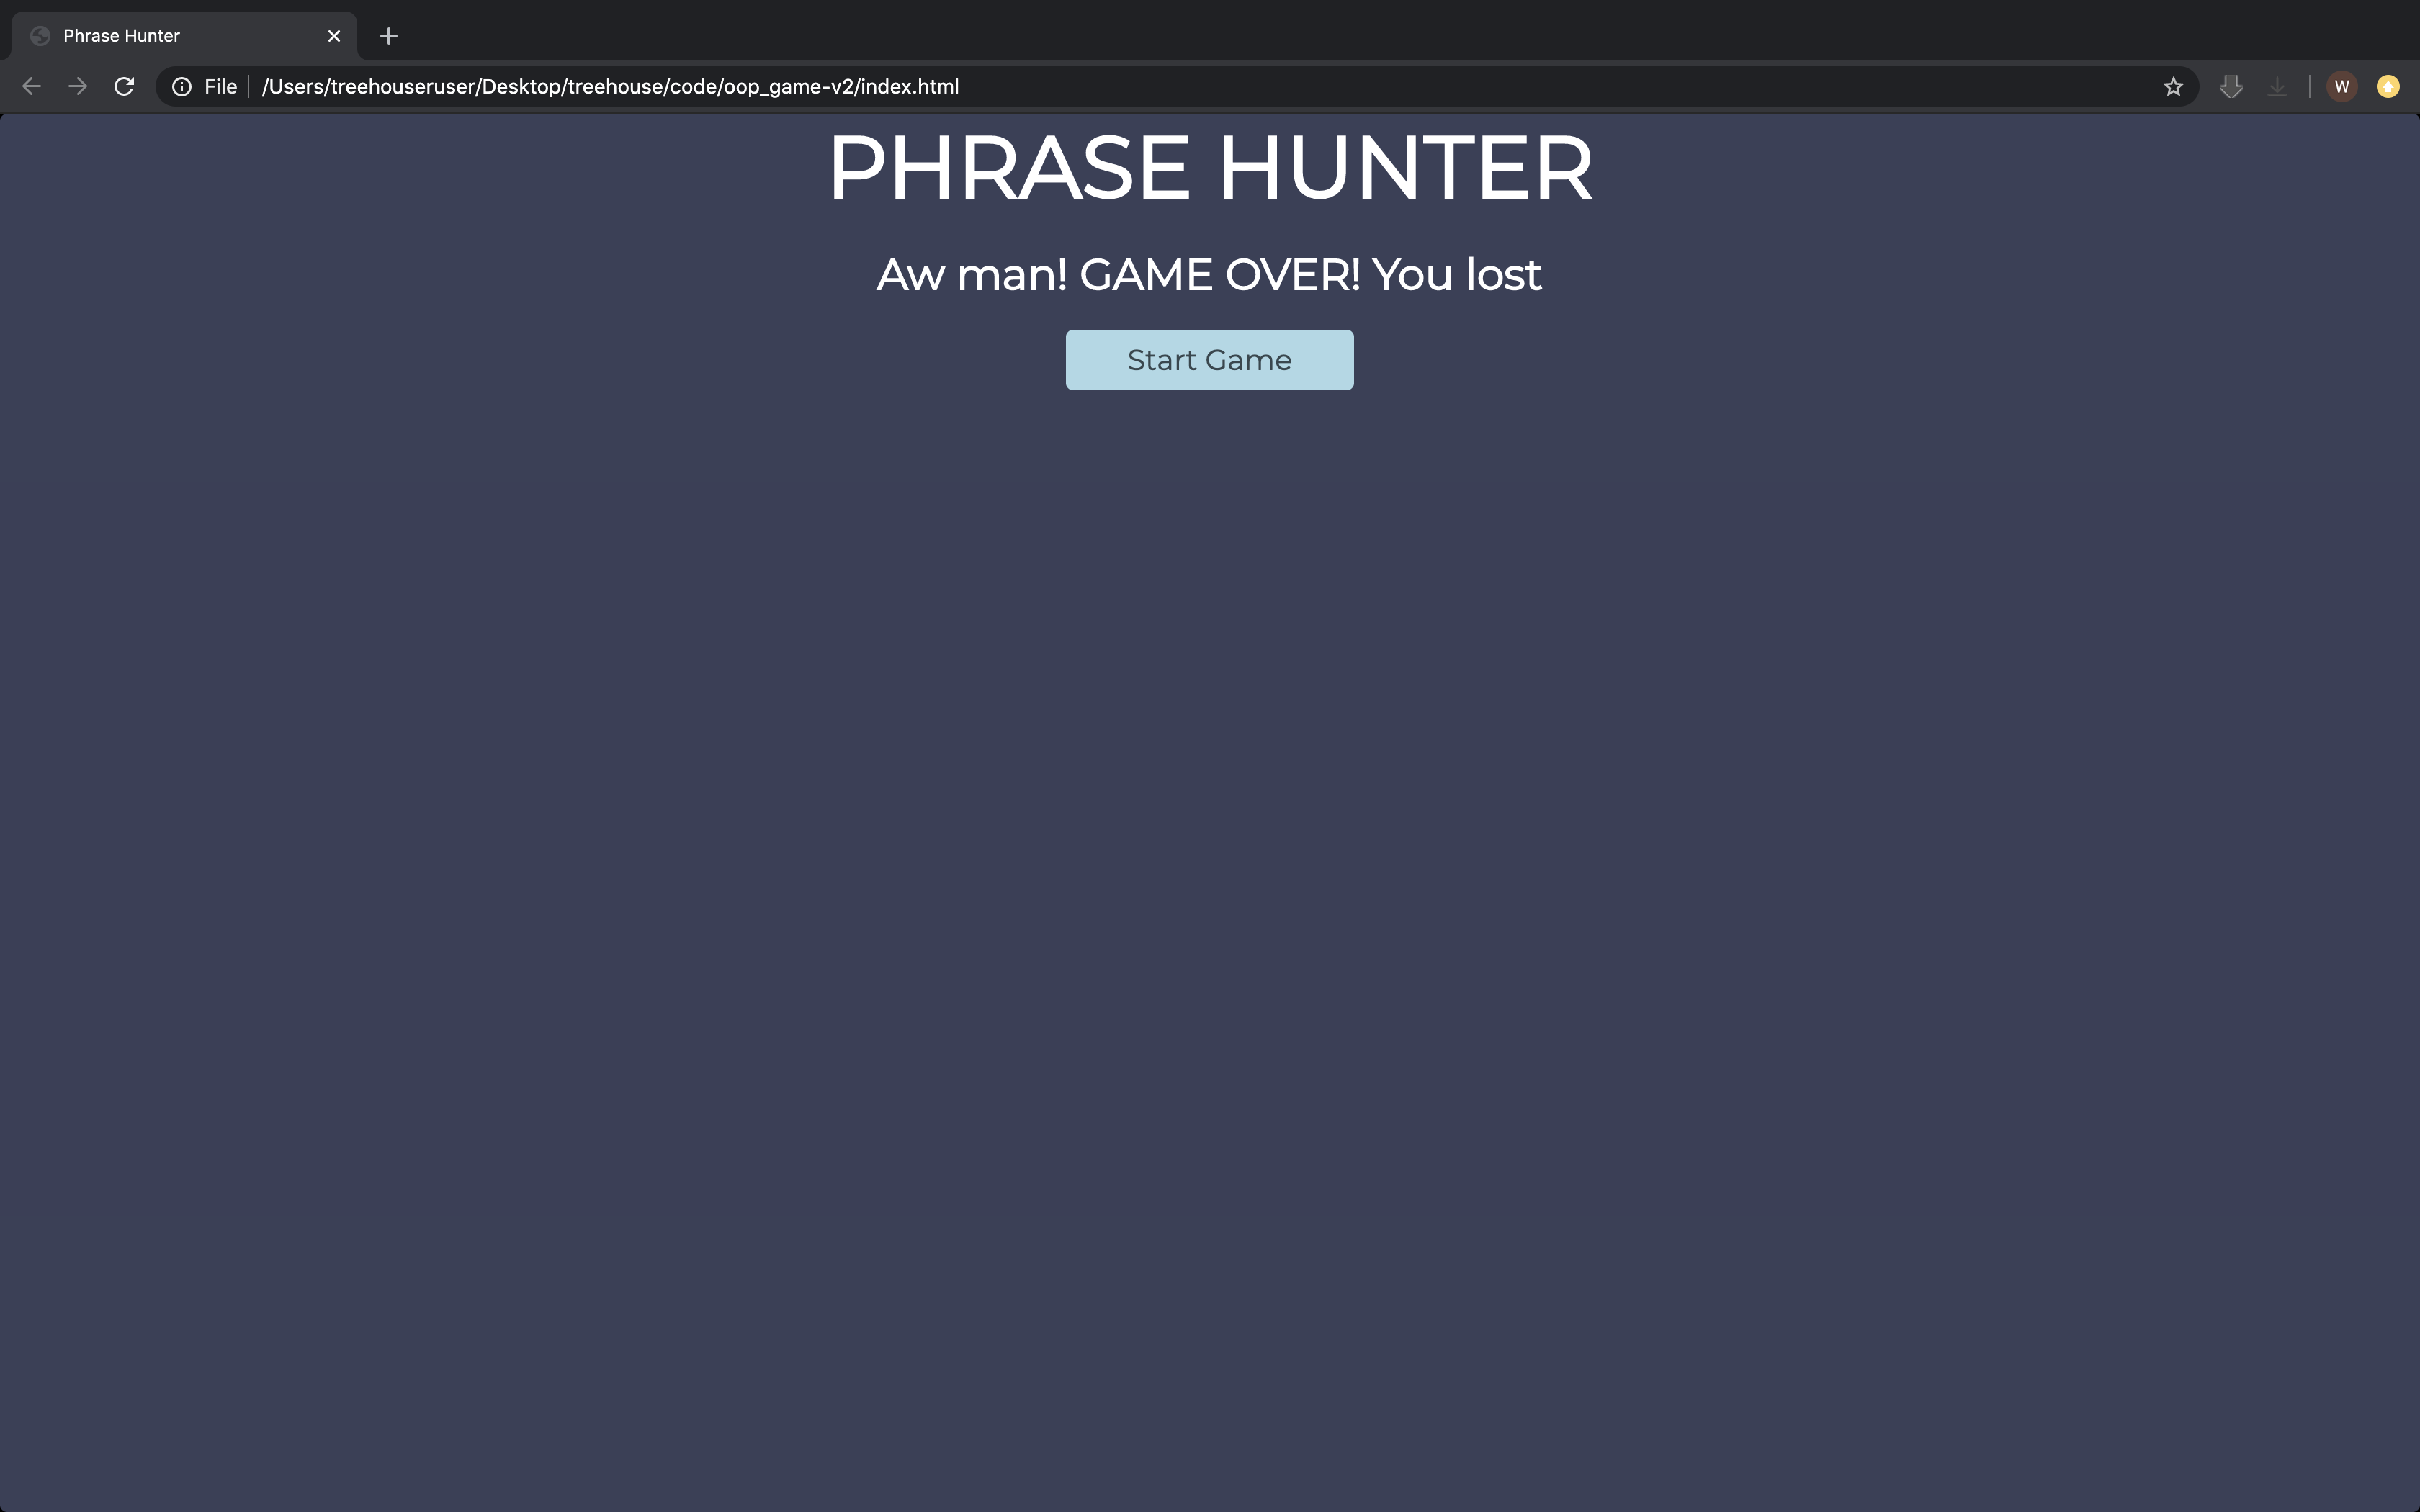 Phrase Hunter
File /Users/treehouseruser/Desktop/treehouse/code/oop_game-v2/index.html
W
PHRASE HUNTER
Aw man! GAME OVER! You lost
Start Game